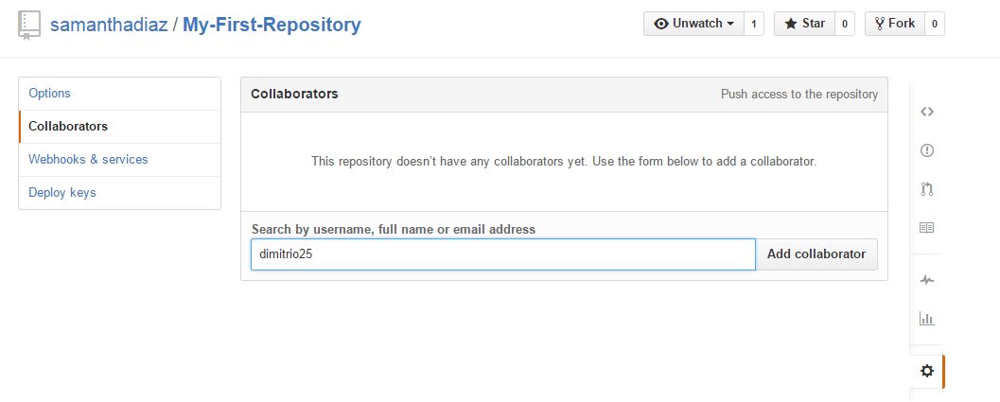 samanthadiaz / My-First-Repository
Unwatch 1 Star 0 Fork 0
Options
Collaborators
Webhooks & services
Deploy keys
Collaborators Push access to the repository
This repository doesn’t have any collaborators yet. Use the form below to add a collaborator.
Search by username, full name or email address
dimitrio25 Add collaborator